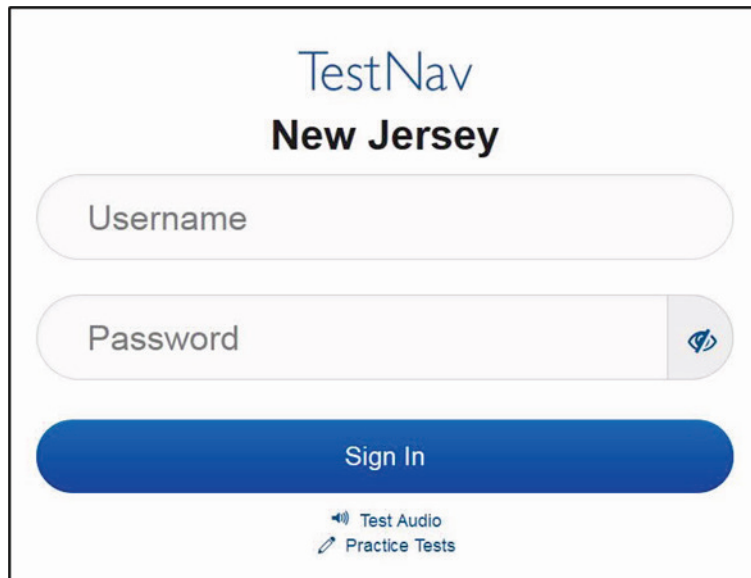 TestNav
New Jersey
Username
Password
Sign In
Test Audio
Practice Tests